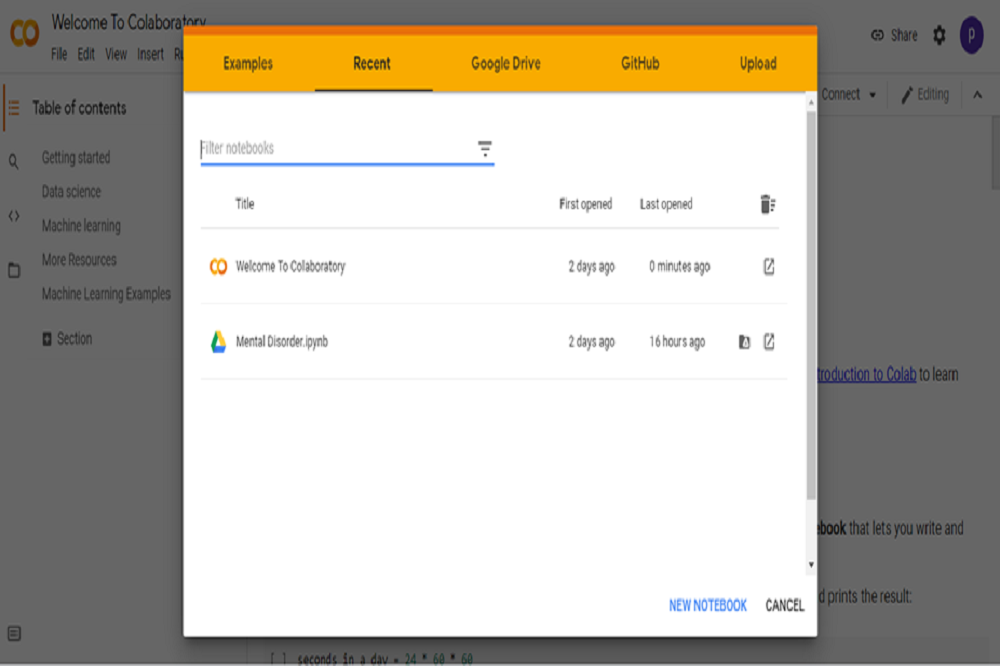 Welcome To Colaboratory
File Edit View Insert
Share
P
Connect
Editing
Table of contents
Getting started
Data science
Machine learning
More Resources
Machine Learning Examples
Section
Examples Recent Google Drive GitHub Upload
Filter notebooks
Title First opened Last opened
Welcome To Colaboratory 2 days ago 0 minutes ago
Mental Disorder.ipynb 2 days ago 16 hours ago
NEW NOTEBOOK CANCEL
troduction to Colab to learn
ebook that lets you write and
d prints the result:
[ ] seconds in a day = 24 * 60 * 60